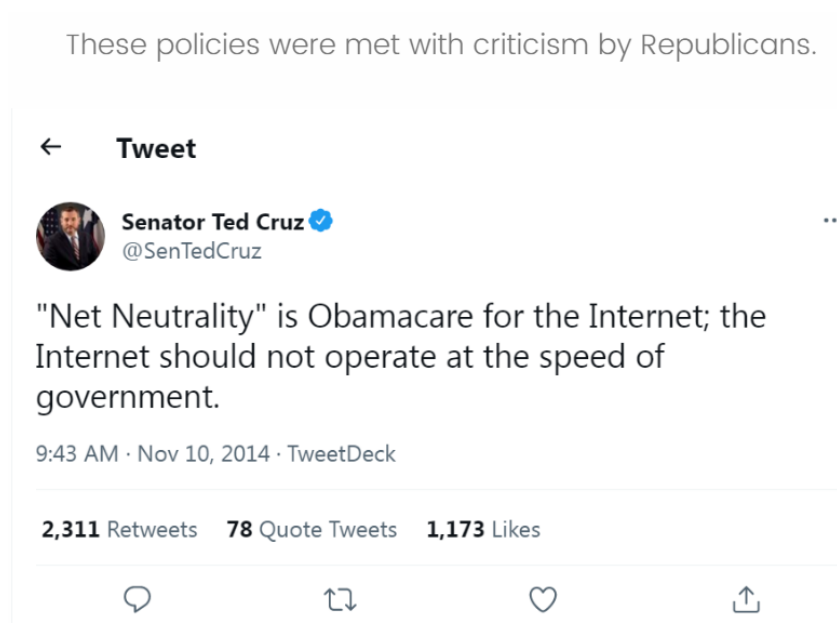 These policies were met with criticism by Republicans.
Tweet
Senator Ted Cruz
@SenTedCruz
"Net Neutrality" is Obamacare for the Internet; the
Internet should not operate at the speed of
government.
9:43 AM · Nov 10, 2014 · TweetDeck
2,311 Retweets 78 Quote Tweets 1,173 Likes